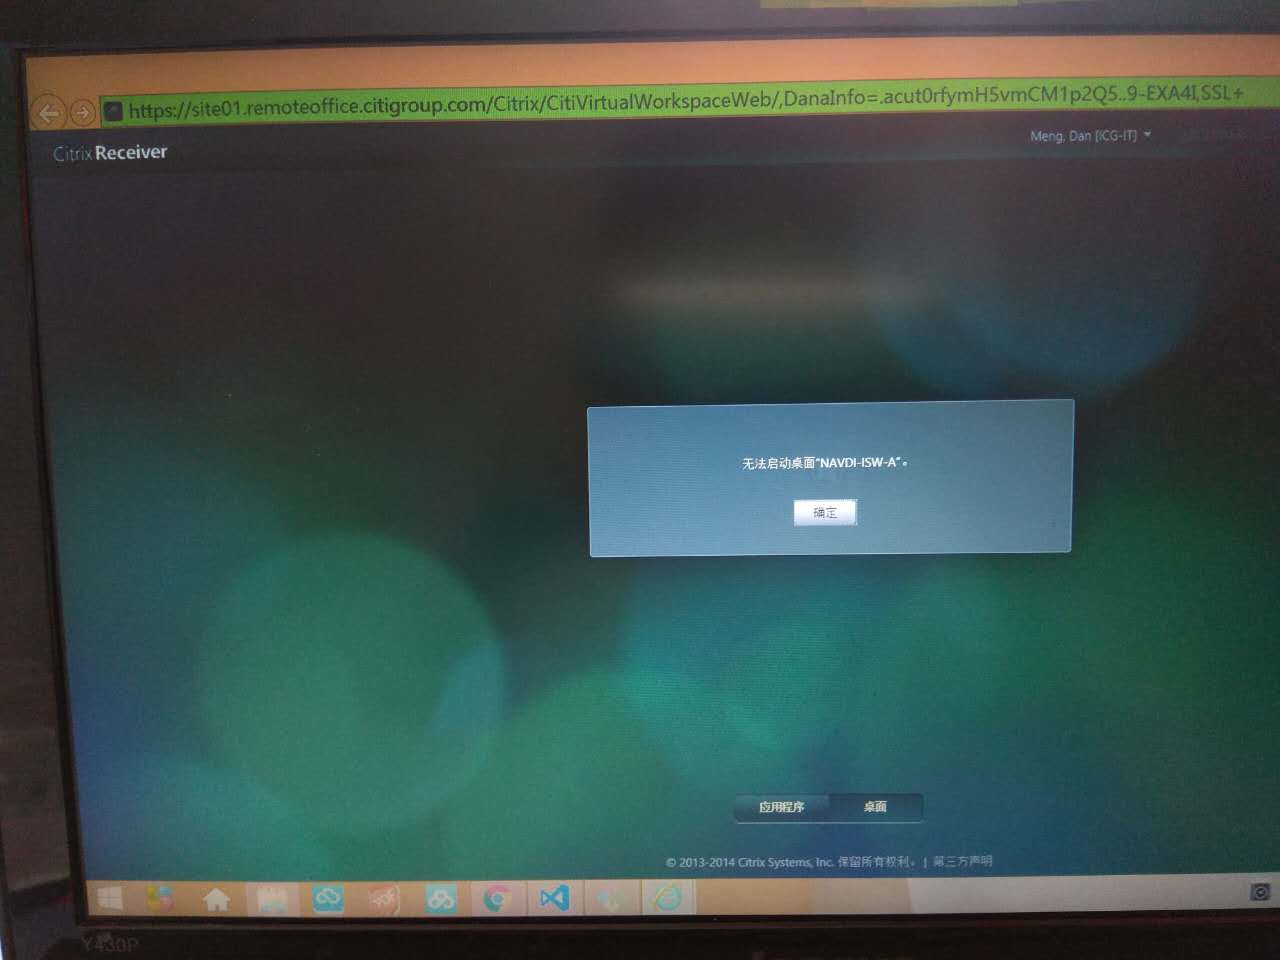 https://site01.remoteoffice.citigroup.com/Citrix/CitiVirtualWorkspaceWeb/,DanaInfo=.acut0rfymH5vmCM1p2Q5..9-EXA4I,SSL+
Citrix Receiver
Meng, Dan [ICG-IT]
无法启动桌面“NAVDI-ISW-A”。
确定
应用程序
桌面
© 2013-2014 Citrix Systems, Inc. 保留所有权利。 | 第三方声明
Y430P